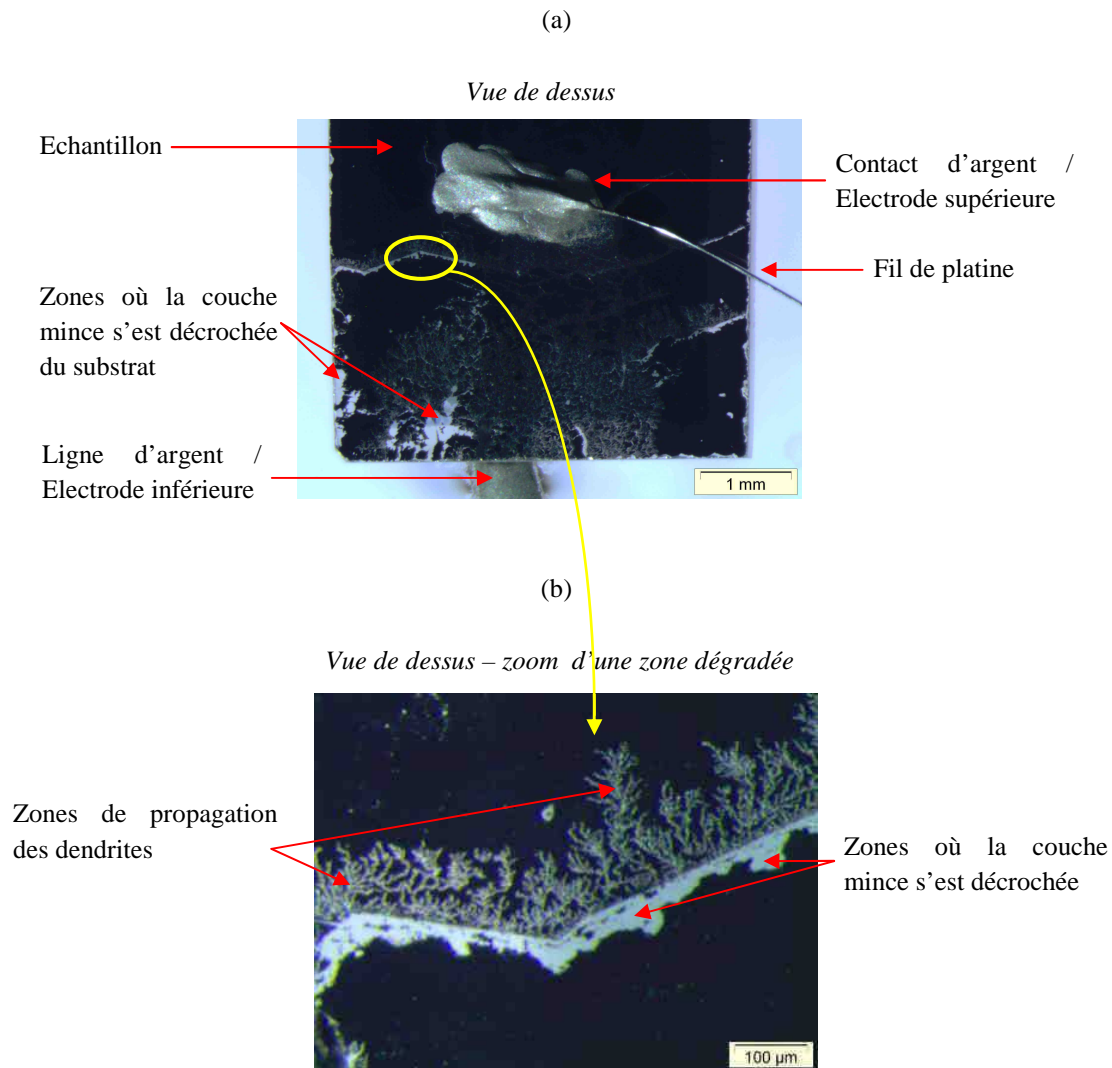 (a)
Vue de dessus
Echantillon
Contact d'argent /
Electrode supérieure
Fil de platine
Zones où la couche
mince s'est décrochée
du substrat
Ligne d'argent /
Electrode inférieure
1 mm
(b)
Vue de dessus – zoom d'une zone dégradée
Zones de propagation
des dendrites
Zones où la couche
mince s'est décrochée
100 µm